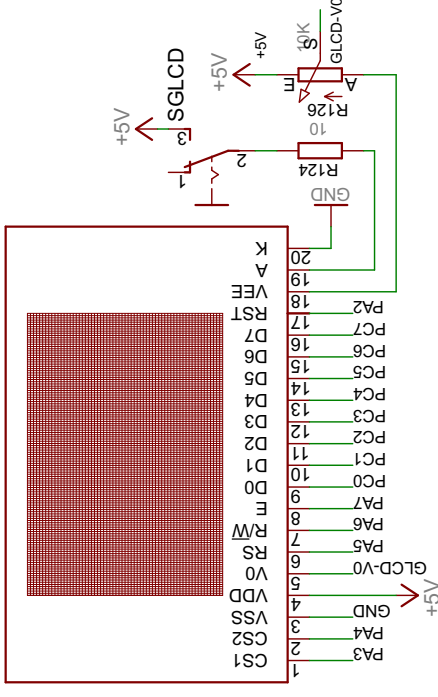 +5V
SGLCD
3
1
2
+5V
+5V
10K
S
GLCD-V0
E
A
R126
10
R124
GND
K 20
A 19
VEE 18
RST 17 PA2
D7 16 PC7
D6 15 PC6
D5 14 PC5
D4 13 PC4
D3 12 PC3
D2 11 PC2
D1 10 PC1
D0 9 PC0
E 8 PA7
R/W 7 PA6
RS 6 PA5
V0 5 GLCD-V0
VDD 4 +5V
VSS 3 GND
CS2 2 PA4
CS1 1 PA3